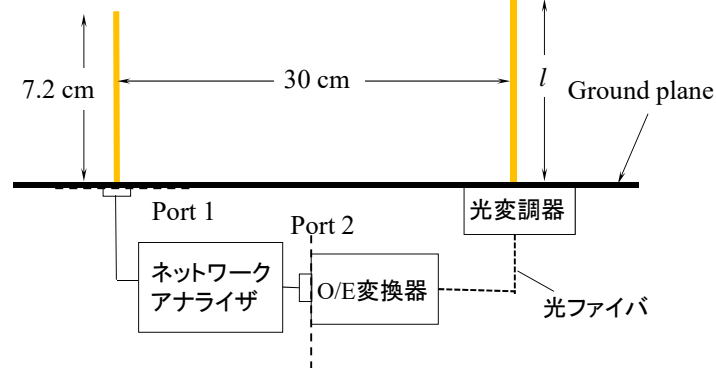 7.2 cm
30 cm
l
Ground plane
Port 1
光変調器
Port 2
ネットワーク
アナライザ
O/E変換器
光ファイバ